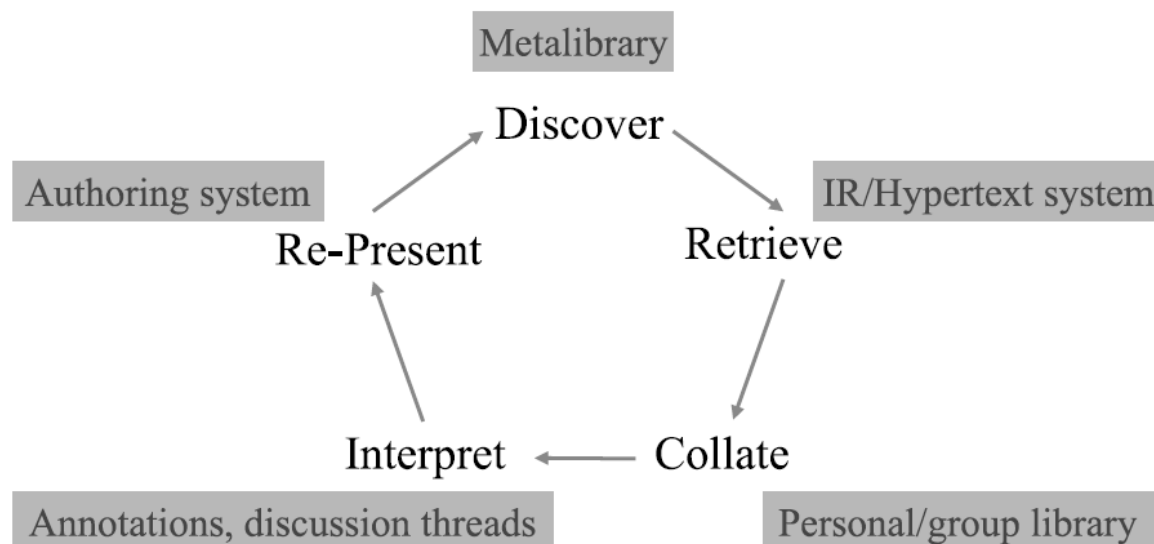 Metalibrary
Discover
Authoring system
IR/Hypertext system
Re-Present
Retrieve
Interpret
Collate
Annotations, discussion threads
Personal/group library